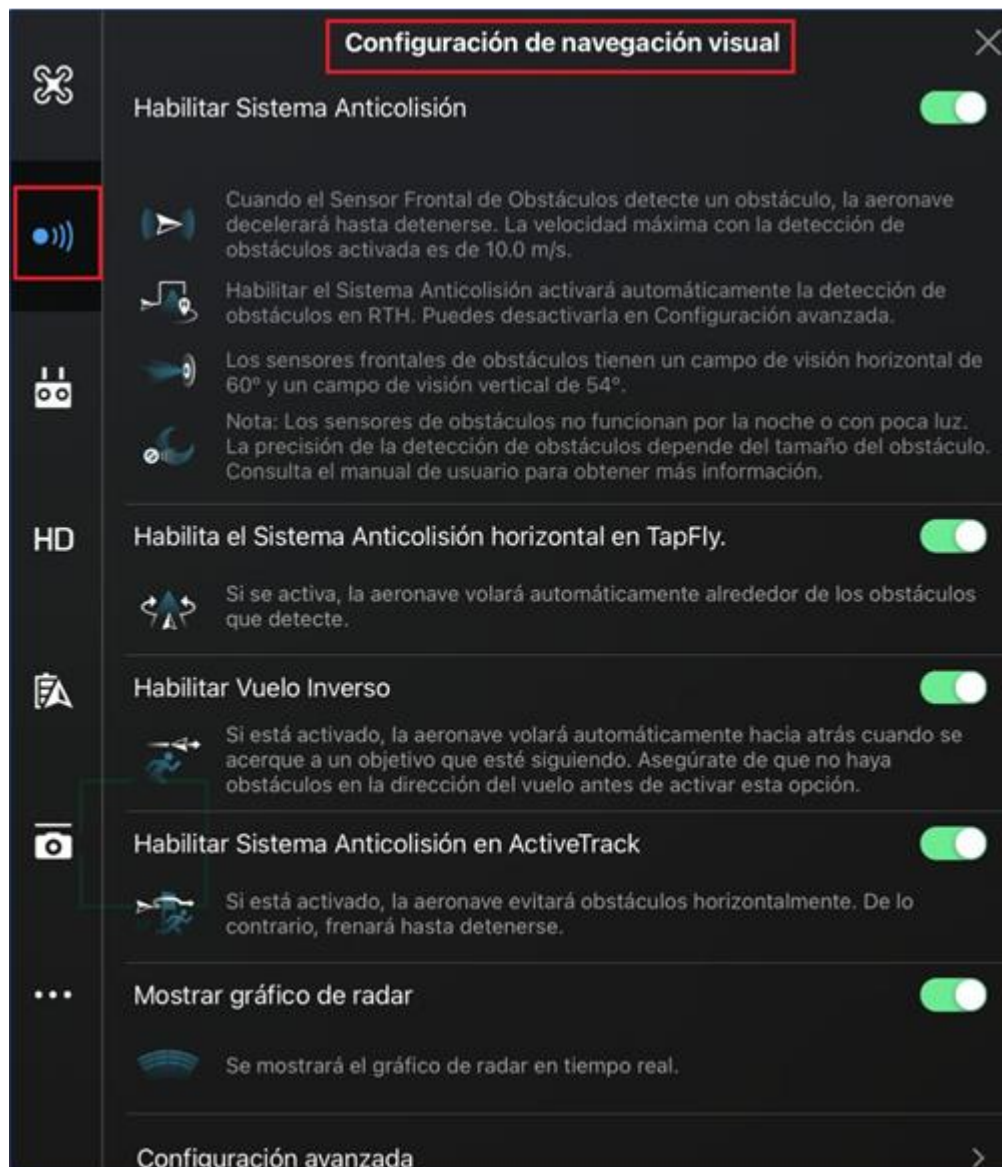 Configuración de navegación visual
Habilitar Sistema Anticolisión
Cuando el Sensor Frontal de Obstáculos detecte un obstáculo, la aeronave
decelerará hasta detenerse. La velocidad máxima con la detección de
obstáculos activada es de 10.0 m/s.
Habilitar el Sistema Anticolisión activará automáticamente la detección de
obstáculos en RTH. Puedes desactivarla en Configuración avanzada.
Los sensores frontales de obstáculos tienen un campo de visión horizontal de
60º y un campo de visión vertical de 54°.
Nota: Los sensores de obstáculos no funcionan por la noche o con poca luz.
La precisión de la detección de obstáculos depende del tamaño del obstáculo.
Consulta el manual de usuario para obtener más información.
HD
Habilita el Sistema Anticolisión horizontal en TapFly.
Si se activa, la aeronave volará automáticamente alrededor de los obstáculos
que detecte.
Habilitar Vuelo Inverso
Si está activado, la aeronave volará automáticamente hacia atrás cuando se
acerque a un objetivo que esté siguiendo. Asegúrate de que no haya
obstáculos en la dirección del vuelo antes de activar esta opción.
Habilitar Sistema Anticolisión en ActiveTrack
Si está activado, la aeronave evitará obstáculos horizontalmente. De lo
contrario, frenará hasta detenerse.
Mostrar gráfico de radar
Se mostrará el gráfico de radar en tiempo real.
Configuración avanzada